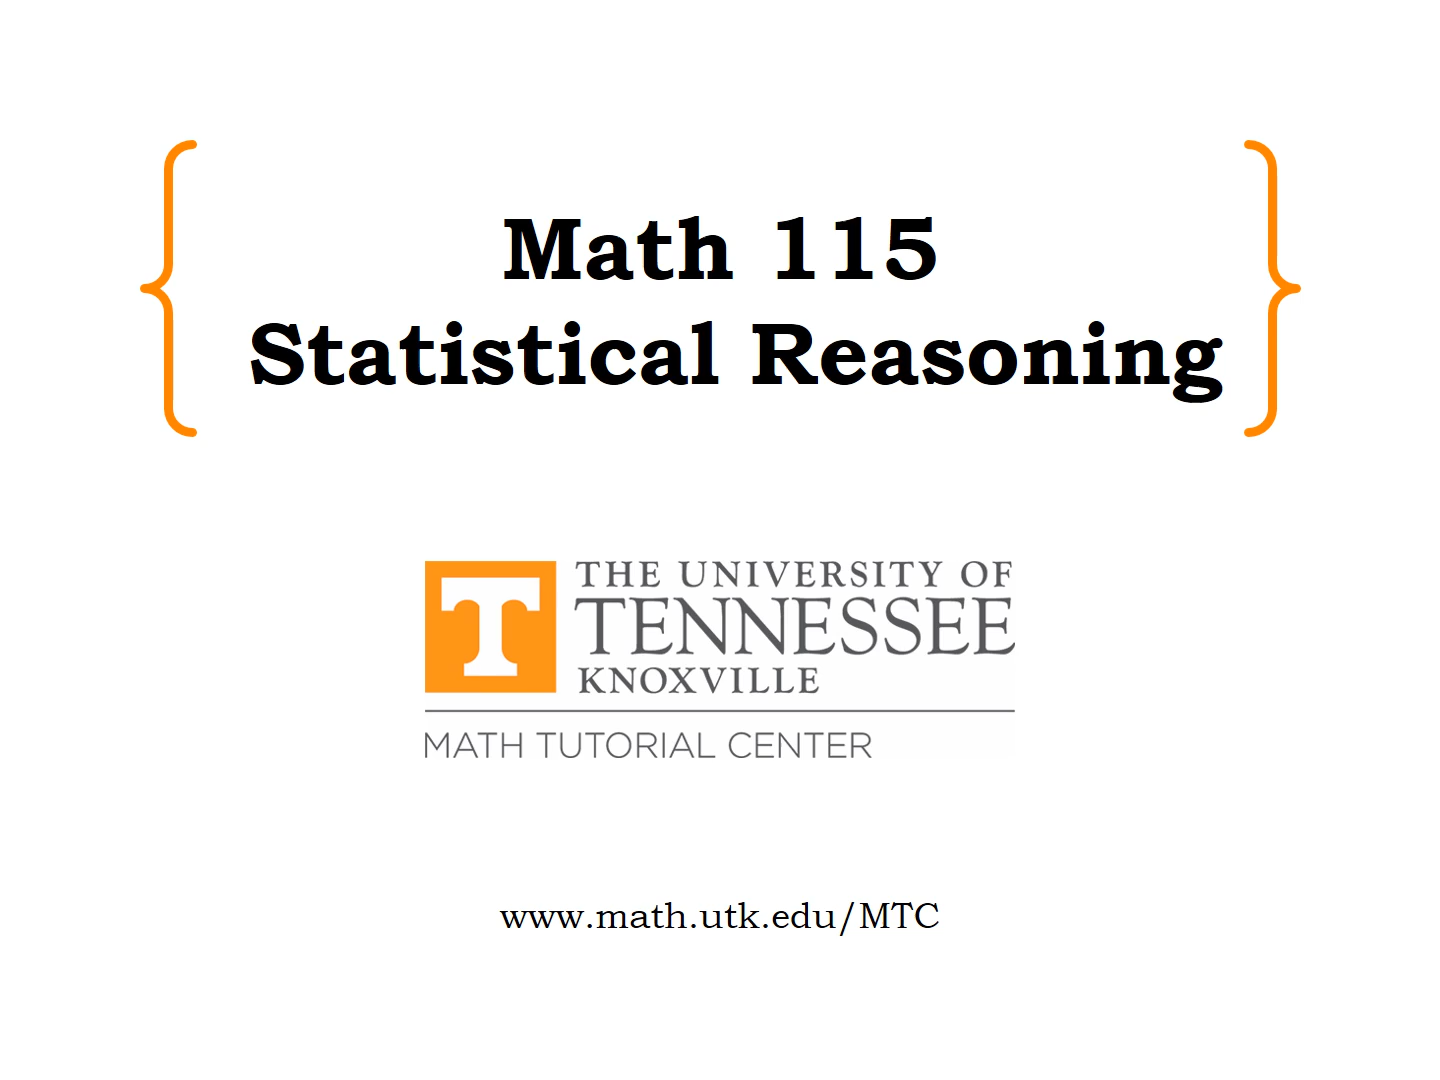 Math 115
Statistical Reasoning
T
THE UNIVERSITY OF
TENNESSEE
KNOXVILLE
MATH TUTORIAL CENTER
www.math.utk.edu/MTC